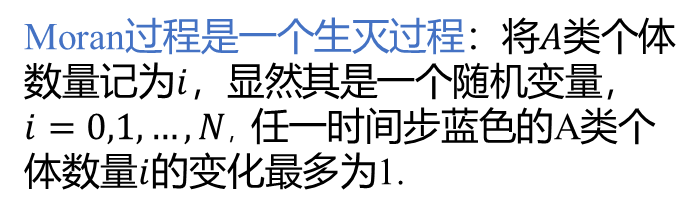 Moran过程是一个生灭过程：将A类个体
数量记为i，显然其是一个随机变量，
i = 0,1, ..., N，任一时间步蓝色的A类个
体数量i的变化最多为1.